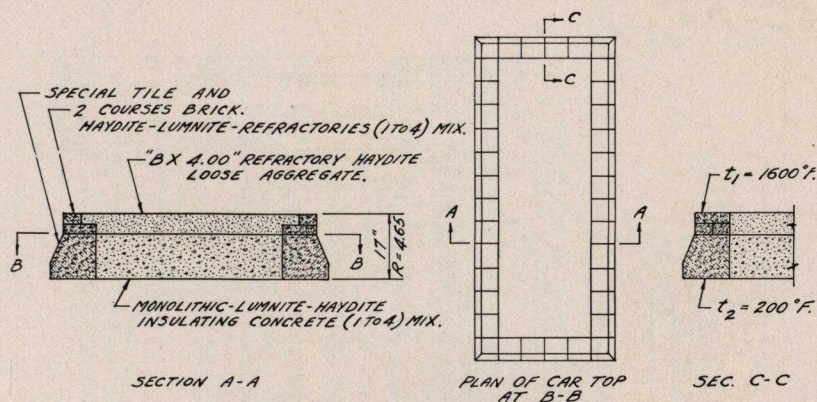 SPECIAL TILE AND
2 COURSES BRICK.
HAYDITE-LUMNITE-REFRACTORIES (1 TO 4) MIX.
"B X 4.00" REFRACTORY HAYDITE
LOOSE AGGREGATE.
B
B
17"
R = 4.65
MONOLITHIC-LUMNITE-HAYDITE
INSULATING CONCRETE (1 TO 4) MIX.
SECTION A-A
C
C
A
A
PLAN OF CAR TOP
AT B-B
t₁ = 1600°F.
t₂ = 200°F.
SEC. C-C